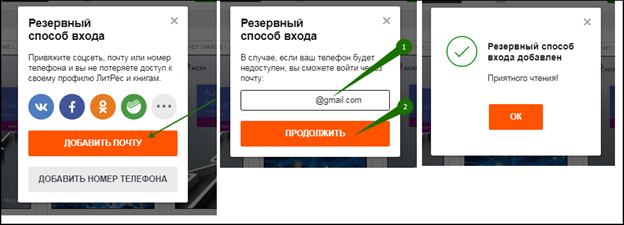 Резервный
способ входа
Привяжите соцсеть, почту или номер
телефона и вы не потеряете доступ к
своему профилю ЛитРес и книгам.
ДОБАВИТЬ ПОЧТУ
ДОБАВИТЬ НОМЕР ТЕЛЕФОНА
Резервный
способ входа
В случае, если ваш телефон будет
недоступен, вы сможете войти через
почту:
@gmail.com
1
ПРОДОЛЖИТЬ
2
Резервный способ
входа добавлен
Приятного чтения!
ОК